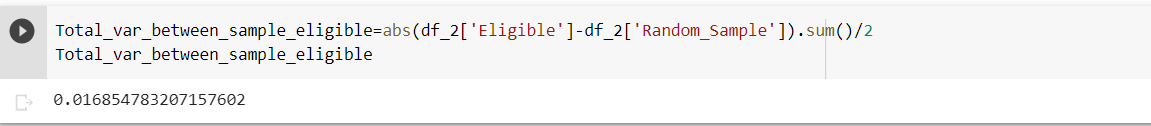 Total_var_between_sample_eligible=abs(df_2['Eligible']-df_2['Random_Sample']).sum()/2
Total_var_between_sample_eligible
0.016854783207157602